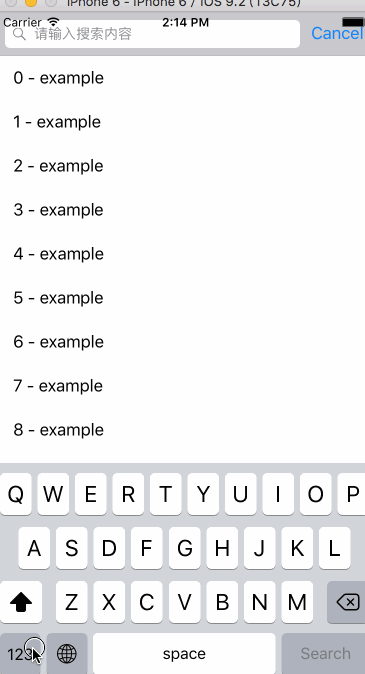 iPhone 6 - iPhone 6 / iOS 9.2 (13C75)
Carrier 2:14 PM
请输入搜索内容 Cancel
0 - example
1 - example
2 - example
3 - example
4 - example
5 - example
6 - example
7 - example
8 - example
Q W E R T Y U I O P
A S D F G H J K L
Z X C V B N M
123 space Search